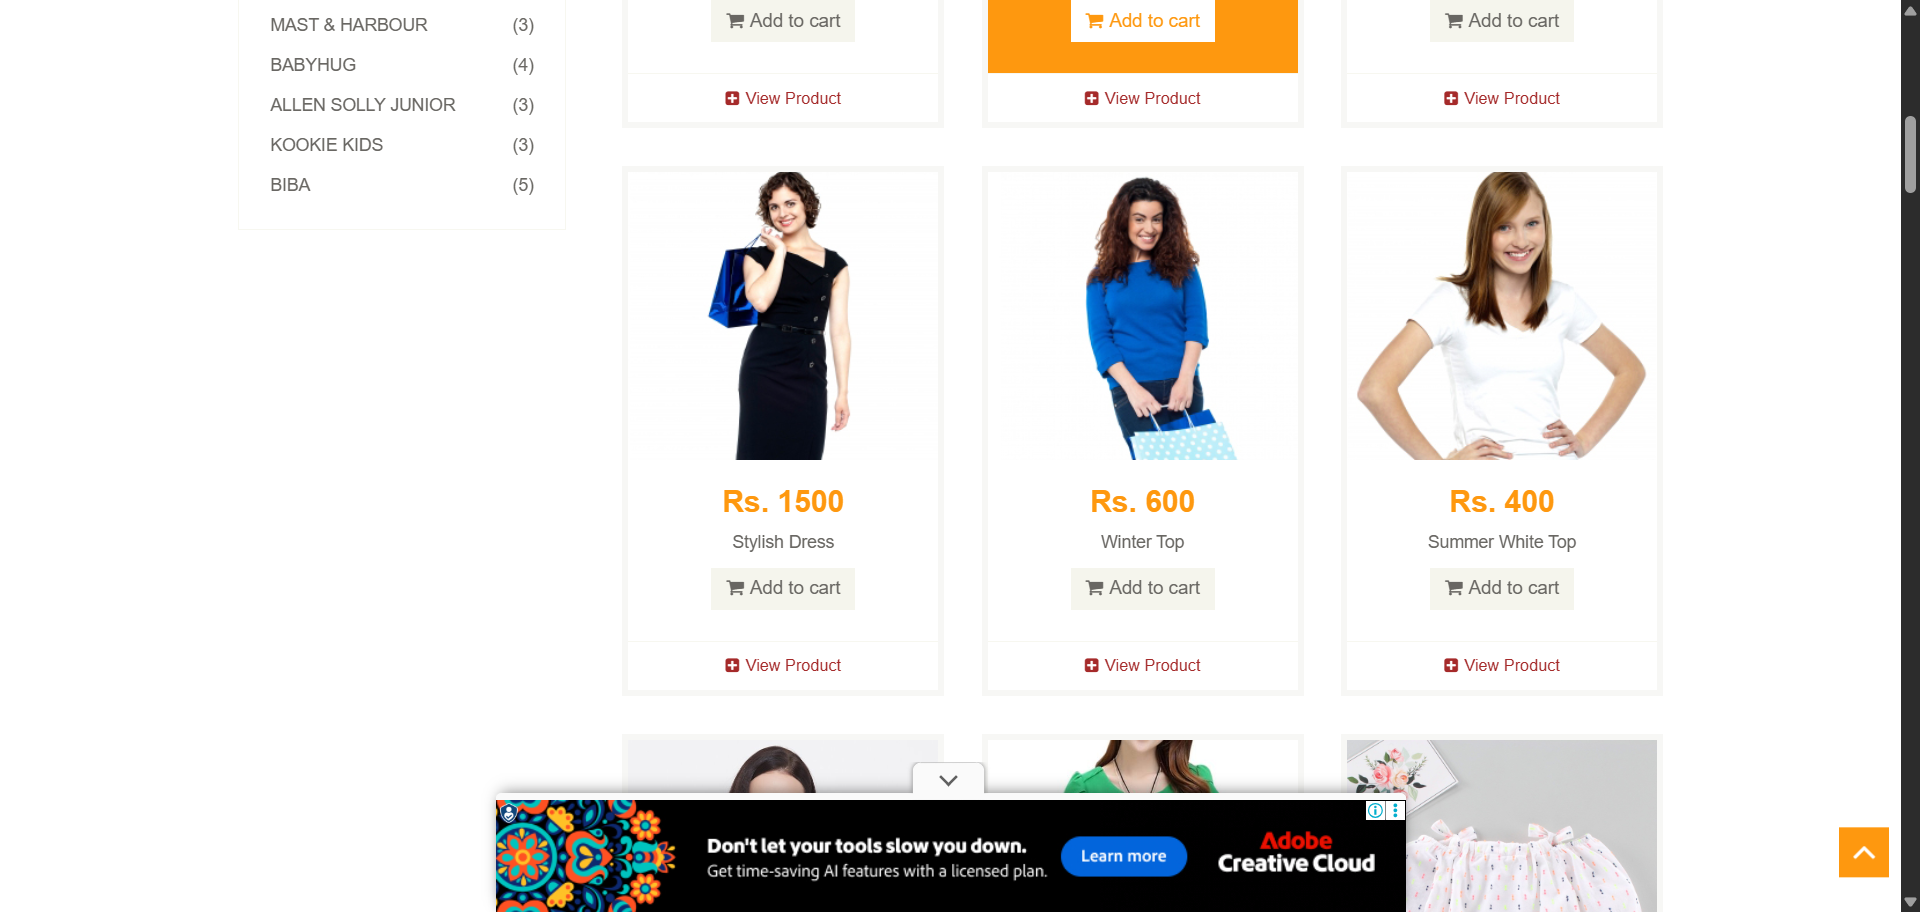 MAST & HARBOUR (3)
BABYHUG (4)
ALLEN SOLLY JUNIOR (3)
KOOKIE KIDS (3)
BIBA (5)
Add to cart
Add to cart
Add to cart
View Product
View Product
View Product
Rs. 1500
Rs. 600
Rs. 400
Stylish Dress
Winter Top
Summer White Top
Add to cart
Add to cart
Add to cart
View Product
View Product
View Product
Don't let your tools slow you down.
Get time-saving AI features with a licensed plan.
Learn more
Adobe
Creative Cloud